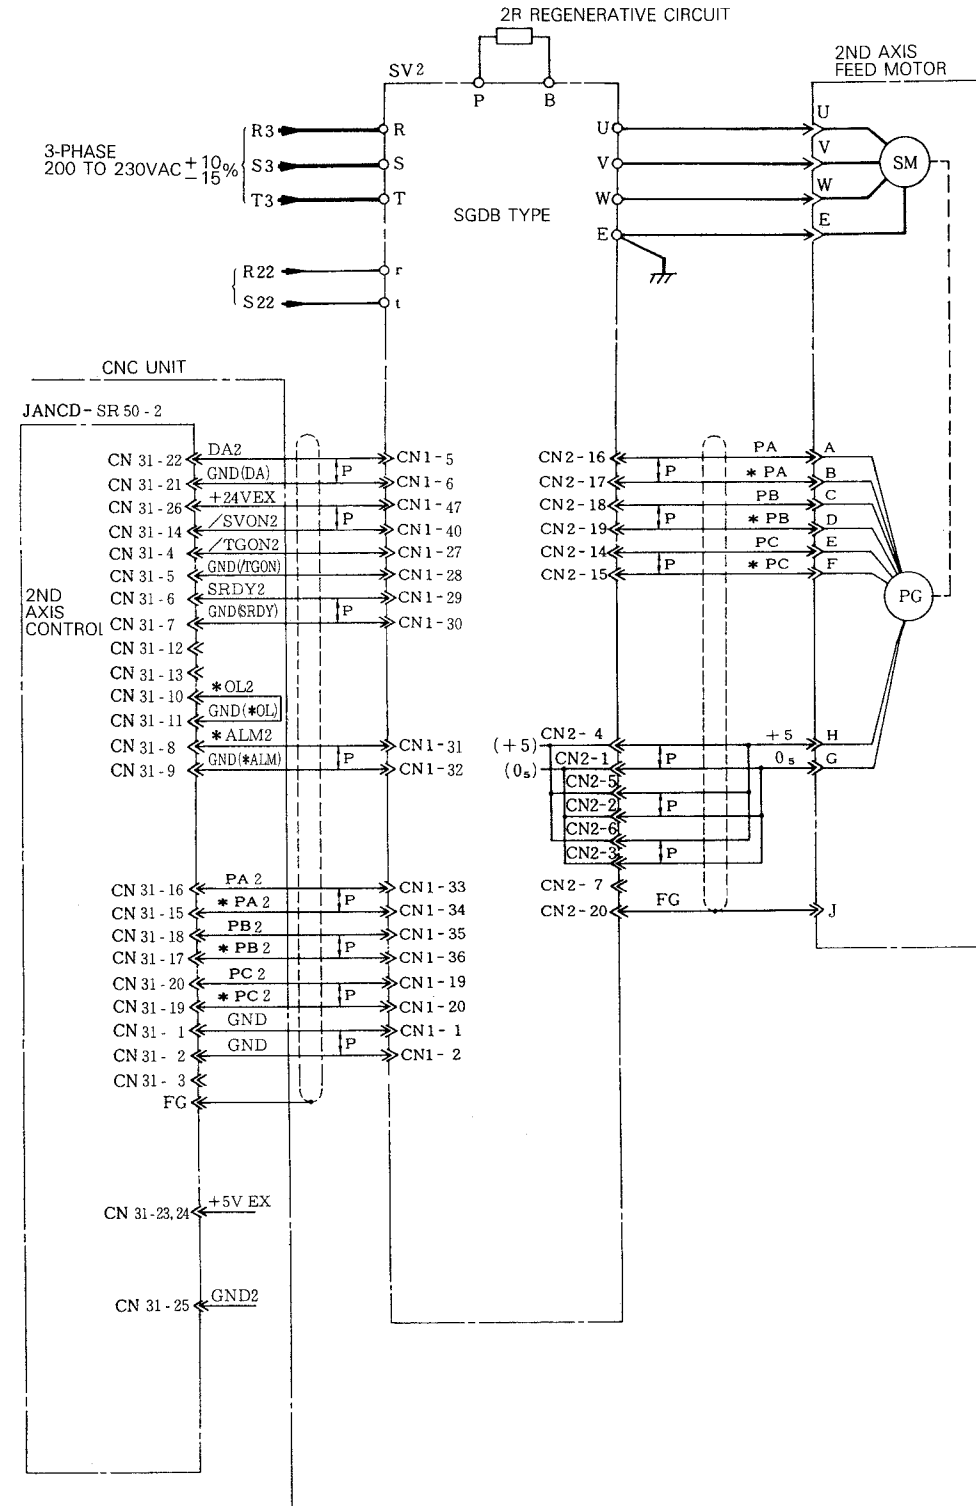 2R REGENERATIVE CIRCUIT
SV2
P
B
2ND AXIS
FEED MOTOR
3-PHASE
200 TO 230VAC +10 −15 %
R3
R
S3
S
T3
T
R22
r
S22
t
SGDB TYPE
U
V
W
E
U
V
W
E
SM
CNC UNIT
JANCD-SR50-2
2ND
AXIS
CONTROL
CN 31-22 DA2 CN1-5
P
CN 31-21 GND(DA) CN1-6
CN 31-26 +24VEX CN1-47
P
CN 31-14 /SVON2 CN1-40
CN 31-4 /TGON2 CN1-27
CN 31-5 GND(/TGON) CN1-28
CN 31-6 SRDY2 CN1-29
P
CN 31-7 GND(SRDY) CN1-30
CN 31-12
CN 31-13
CN 31-10 *OL2
CN 31-11 GND(*OL)
CN 31-8 *ALM2 CN1-31
P
CN 31-9 GND(*ALM) CN1-32
CN 31-16 PA2 CN1-33
P
CN 31-15 *PA2 CN1-34
CN 31-18 PB2 CN1-35
P
CN 31-17 *PB2 CN1-36
CN 31-20 PC2 CN1-19
P
CN 31-19 *PC2 CN1-20
CN 31-1 GND CN1-1
P
CN 31-2 GND CN1-2
CN 31-3
FG
CN 31-23,24 +5V EX
CN 31-25 GND2
CN2-16 PA A
P
CN2-17 *PA B
CN2-18 PB C
P
CN2-19 *PB D
CN2-14 PC E
P
CN2-15 *PC F
PG
(+5) CN2-4 +5 H
P
(0s) CN2-1 0s G
CN2-5
P
CN2-2
CN2-6
P
CN2-3
CN2-7
CN2-20 FG J